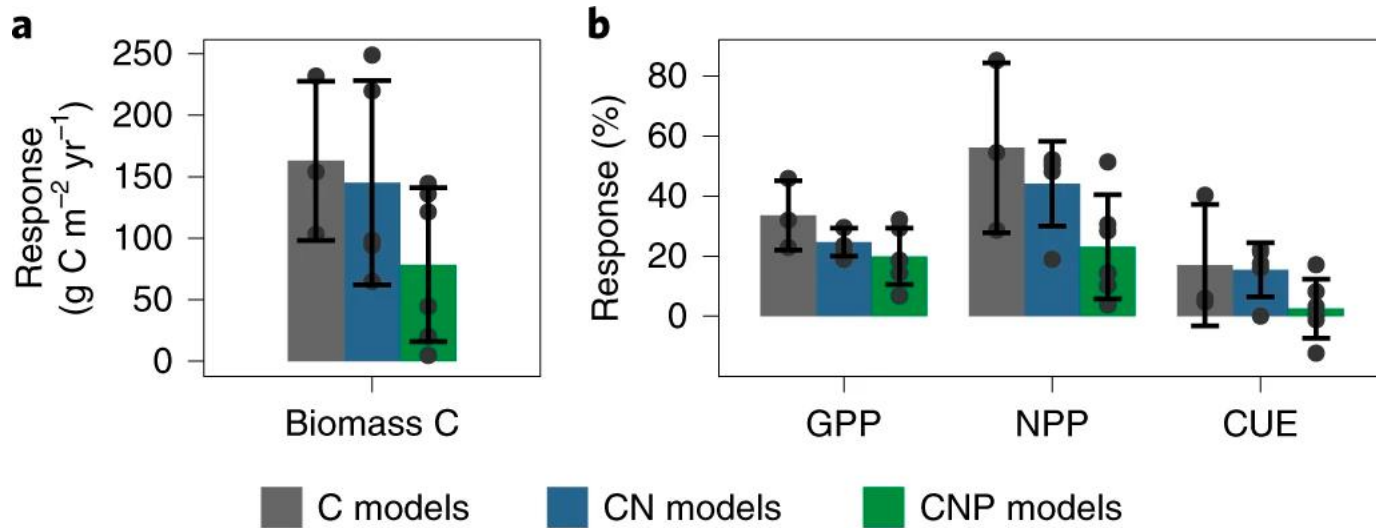 a
Response
(g C m⁻² yr⁻¹)
250
200
150
100
50
0
Biomass C
b
Response (%)
80
60
40
20
0
GPP
NPP
CUE
C models
CN models
CNP models